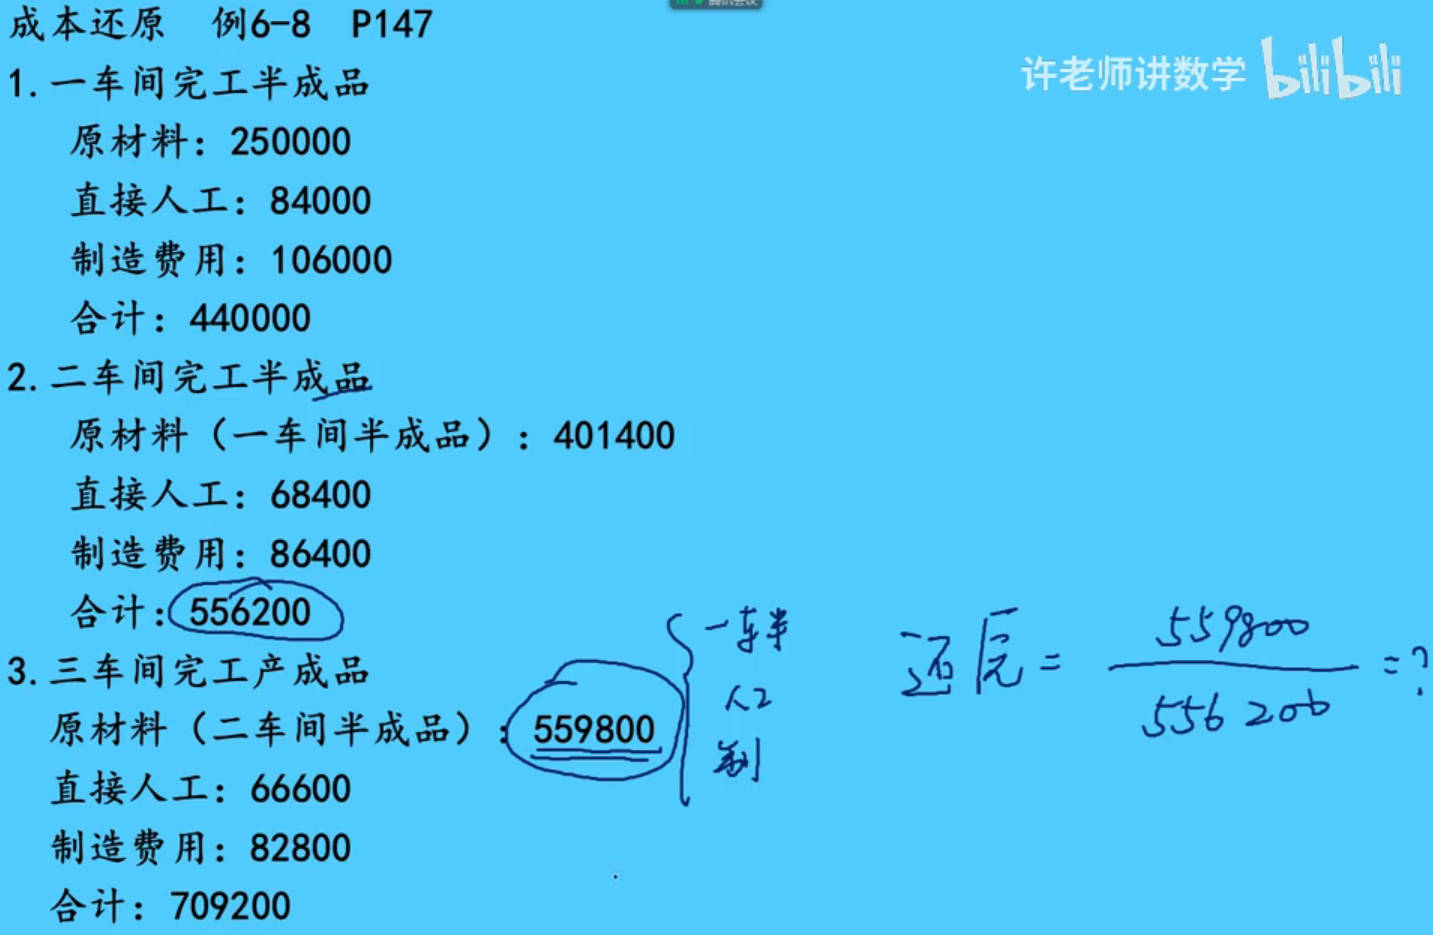 成本还原 例6-8 P147
许老师讲数学 bilibili
1.一车间完工半成品
原材料：250000
直接人工：84000
制造费用：106000
合计：440000
2.二车间完工半成品
原材料（一车间半成品）：401400
直接人工：68400
制造费用：86400
合计：556200
3.三车间完工产成品
原材料（二车间半成品）：559800
直接人工：66600
制造费用：82800
合计：709200
一车半
人工
制
还原 = 559800 / 556200 = ?